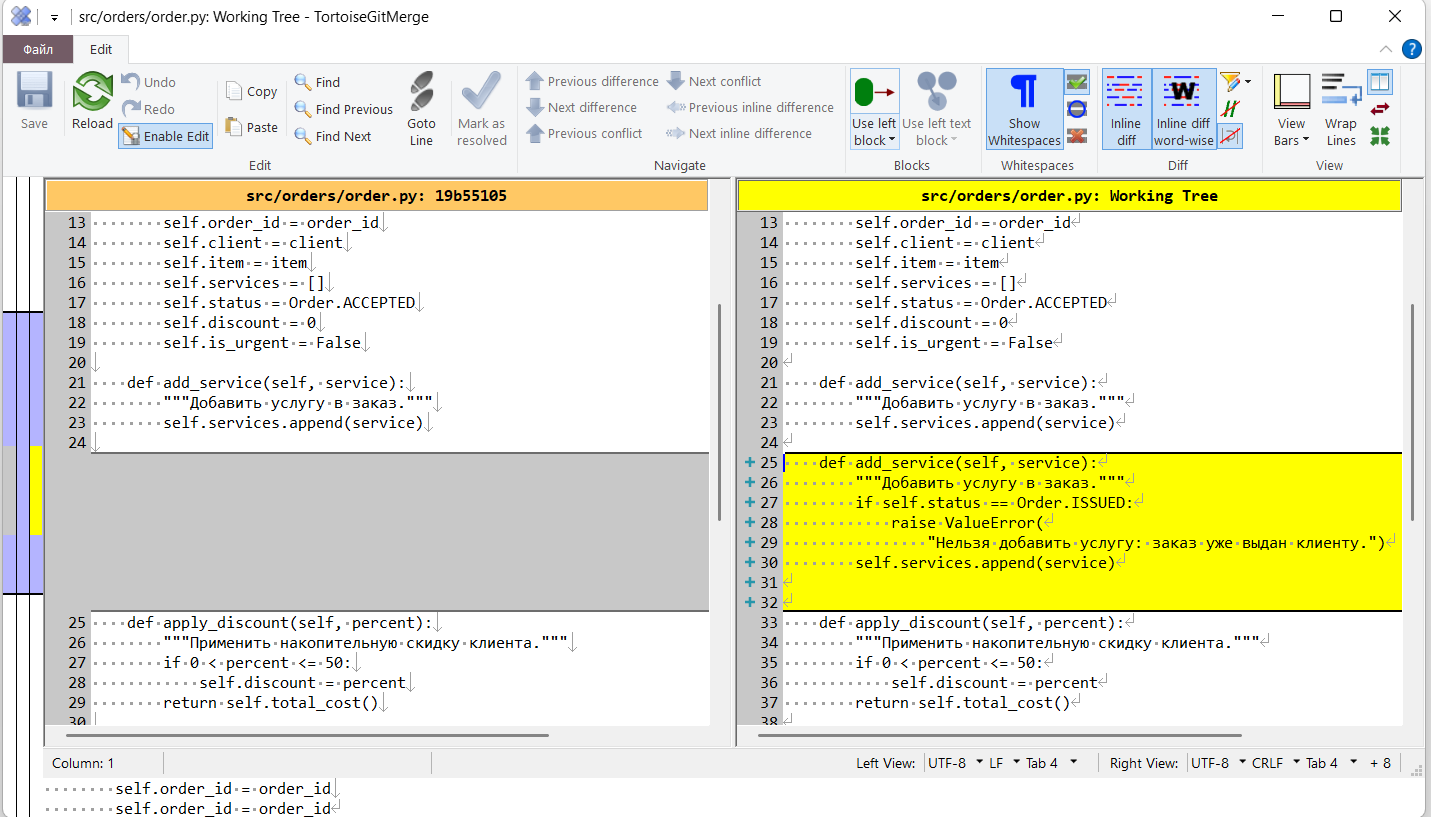 src/orders/order.py: Working Tree - TortoiseGitMerge
Файл Edit
Save
Reload
Undo
Redo
Enable Edit
Copy
Paste
Find
Find Previous
Find Next
Goto Line
Mark as resolved
Edit
Previous difference
Next difference
Previous conflict
Next conflict
Previous inline difference
Next inline difference
Navigate
Use left block
Use left text block
Blocks
Show Whitespaces
Whitespaces
Inline diff
Inline diff word-wise
Diff
View Bars
Wrap Lines
View
src/orders/order.py: 19b55105
13 self.order_id = order_id
14 self.client = client
15 self.item = item
16 self.services = []
17 self.status = Order.ACCEPTED
18 self.discount = 0
19 self.is_urgent = False
20
21 def add_service(self, service):
22 """Добавить услугу в заказ."""
23 self.services.append(service)
24
25 def apply_discount(self, percent):
26 """Применить накопительную скидку клиента."""
27 if 0 < percent <= 50:
28 self.discount = percent
29 return self.total_cost()
30
src/orders/order.py: Working Tree
13 self.order_id = order_id
14 self.client = client
15 self.item = item
16 self.services = []
17 self.status = Order.ACCEPTED
18 self.discount = 0
19 self.is_urgent = False
20
21 def add_service(self, service):
22 """Добавить услугу в заказ."""
23 self.services.append(service)
24
+ 25 def add_service(self, service):
+ 26 """Добавить услугу в заказ."""
+ 27 if self.status == Order.ISSUED:
+ 28 raise ValueError(
+ 29 "Нельзя добавить услугу: заказ уже выдан клиенту.")
+ 30 self.services.append(service)
+ 31
+ 32
33 def apply_discount(self, percent):
34 """Применить накопительную скидку клиента."""
35 if 0 < percent <= 50:
36 self.discount = percent
37 return self.total_cost()
38
Column: 1
Left View: UTF-8 LF Tab 4
Right View: UTF-8 CRLF Tab 4 + 8
self.order_id = order_id
self.order_id = order_id